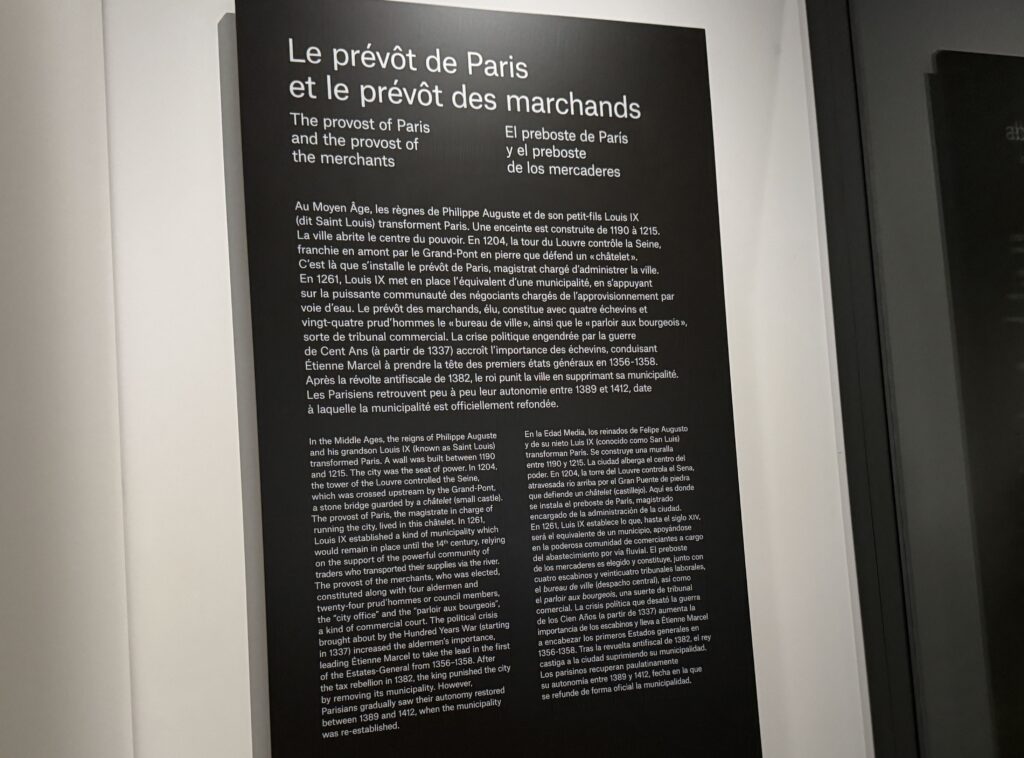 Le prévôt de Paris
et le prévôt des marchands
The provost of Paris
and the provost of
the merchants
El preboste de París
y el preboste
de los mercaderes
Au Moyen Âge, les règnes de Philippe Auguste et de son petit-fils Louis IX
(dit Saint Louis) transforment Paris. Une enceinte est construite de 1190 à 1215.
La ville abrite le centre du pouvoir. En 1204, la tour du Louvre contrôle la Seine,
franchie en amont par le Grand-Pont en pierre que défend un « châtelet ».
C'est là que s'installe le prévôt de Paris, magistrat chargé d'administrer la ville.
En 1261, Louis IX met en place l'équivalent d'une municipalité, en s'appuyant
sur la puissante communauté des négociants chargés de l'approvisionnement par
voie d'eau. Le prévôt des marchands, élu, constitue avec quatre échevins et
vingt-quatre prud'hommes le « bureau de ville », ainsi que le « parloir aux bourgeois »,
sorte de tribunal commercial. La crise politique engendrée par la guerre
de Cent Ans (à partir de 1337) accroît l'importance des échevins, conduisant
Étienne Marcel à prendre la tête des premiers états généraux en 1356-1358.
Après la révolte antifiscale de 1382, le roi punit la ville en supprimant sa municipalité.
Les Parisiens retrouvent peu à peu leur autonomie entre 1389 et 1412, date
à laquelle la municipalité est officiellement refondée.
In the Middle Ages, the reigns of Philippe Auguste
and his grandson Louis IX (known as Saint Louis)
transformed Paris. A wall was built between 1190
and 1215. The city was the seat of power. In 1204,
the tower of the Louvre controlled the Seine,
which was crossed upstream by the Grand-Pont,
a stone bridge guarded by a châtelet (small castle).
The provost of Paris, the magistrate in charge of
running the city, lived in this châtelet. In 1261,
Louis IX established a kind of municipality which
would remain in place until the 14th century, relying
on the support of the powerful community of
traders who transported their supplies via the river.
The provost of the merchants, who was elected,
constituted along with four aldermen and
twenty-four prud'hommes or council members,
the "city office" and the "parloir aux bourgeois",
a kind of commercial court. The political crisis
brought about by the Hundred Years War (starting
in 1337) increased the aldermen's importance,
leading Étienne Marcel to take the lead in the first
of the Estates-General from 1356-1358. After
the tax rebellion in 1382, the king punished the city
by removing its municipality. However,
Parisians gradually saw their autonomy restored
between 1389 and 1412, when the municipality
was re-established.
En la Edad Media, los reinados de Felipe Augusto
y de su nieto Luis IX (conocido como San Luis)
transforman París. Se construye una muralla
entre 1190 y 1215. La ciudad alberga el centro del
poder. En 1204, la torre del Louvre controla el Sena,
atravesada río arriba por el Gran Puente de piedra
que defiende un châtelet (castillejo). Aquí es donde
se instala el preboste de París, magistrado
encargado de la administración de la ciudad.
En 1261, Luis IX establece lo que, hasta el siglo XIV,
será el equivalente de un municipio, apoyándose
en la poderosa comunidad de comerciantes a cargo
del abastecimiento por vía fluvial. El preboste
de los mercaderes es elegido y constituye, junto con
cuatro escabinos y veinticuatro tribunales laborales,
el bureau de ville (despacho central), así como
el parloir aux bourgeois, una suerte de tribunal
comercial. La crisis política que desató la guerra
de los Cien Años (a partir de 1337) aumenta la
importancia de los escabinos y lleva a Étienne Marcel
a encabezar los primeros Estados generales en
1356-1358. Tras la revuelta antifiscal de 1382, el rey
castiga a la ciudad suprimiendo su municipalidad.
Los parisinos recuperan paulatinamente
su autonomía entre 1389 y 1412, fecha en la que
se refunde de forma oficial la municipalidad.